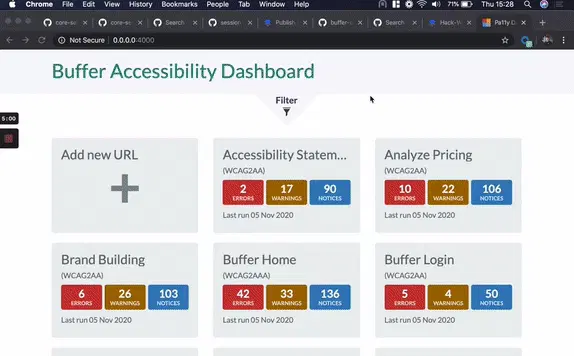 Chrome File Edit View History Bookmarks People Tab Window Help 71% Thu 15:28
core-su core-so Search session Publish buffer-c Search Hack-W Pa11y Da
Not Secure 0.0.0.0:4000
Buffer Accessibility Dashboard
Filter
5:00
Add new URL
Accessibility Statem...
(WCAG2AA)
2 ERRORS 17 WARNINGS 90 NOTICES
Last run 05 Nov 2020
Analyze Pricing
(WCAG2AA)
10 ERRORS 22 WARNINGS 106 NOTICES
Last run 05 Nov 2020
Brand Building
(WCAG2AA)
6 ERRORS 26 WARNINGS 103 NOTICES
Last run 05 Nov 2020
Buffer Home
(WCAG2AAA)
42 ERRORS 33 WARNINGS 136 NOTICES
Last run 05 Nov 2020
Buffer Login
(WCAG2AA)
5 ERRORS 4 WARNINGS 50 NOTICES
Last run 05 Nov 2020